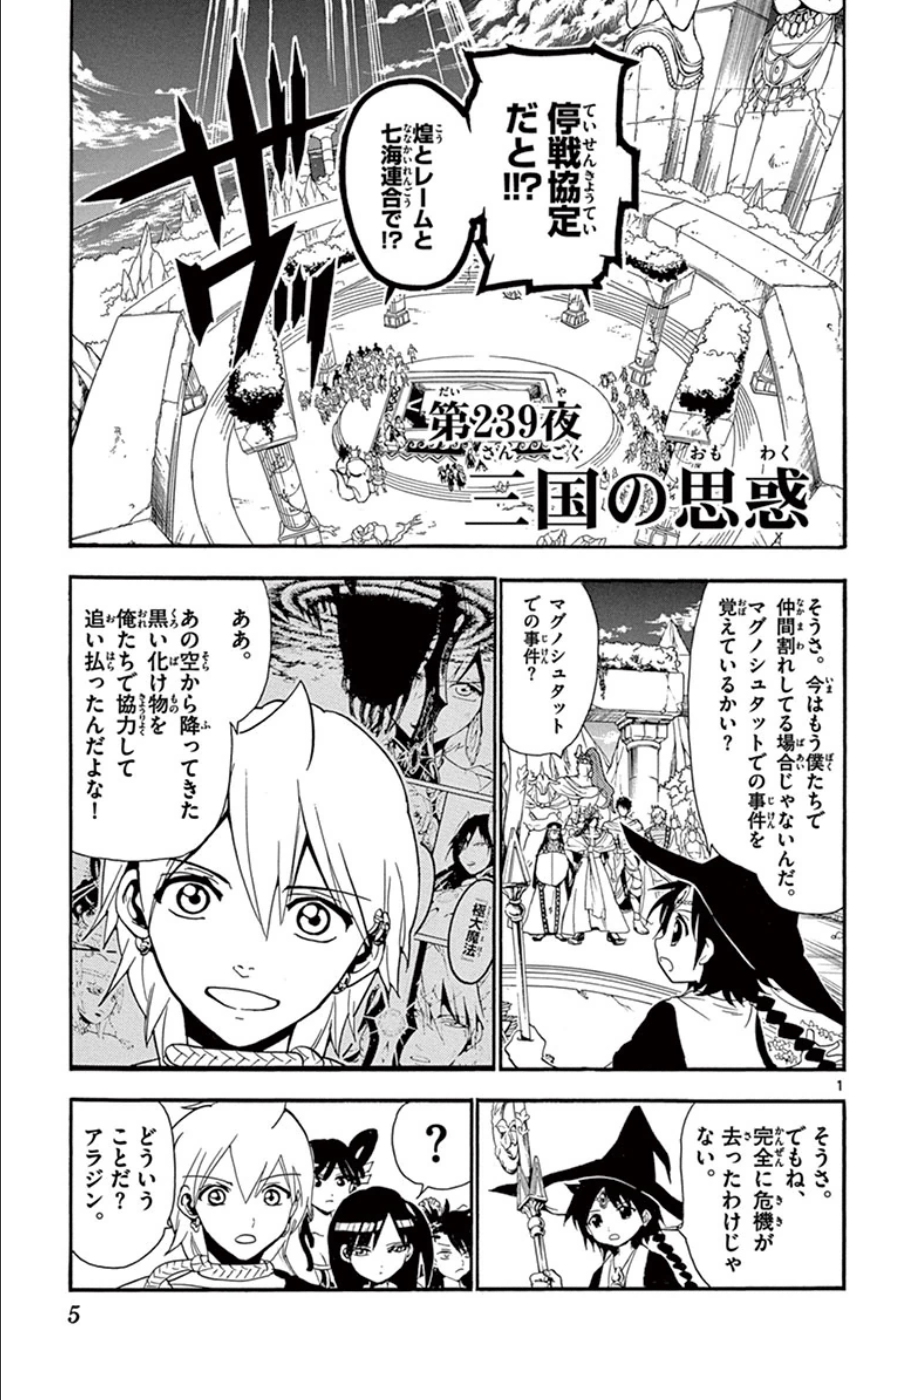 停戦協定
だと!!?
煌とレームと
七海連合で!?
ザワッ
第239夜
三国の思惑
そうさ。今はもう僕たちで
仲間割れしてる場合じゃないんだ。
マグノシュタットでの事件を
覚えているかい?
マグノシュタット
での事件?
『極大魔法』
ああ。
あの空から降ってきた
黒い化け物を
俺たちで協力して
追い払ったんだよな!
1
そうさ。
でもね、
完全に危機が
去ったわけじゃ
ない。
?
どういう
ことだ?
アラジン。
5